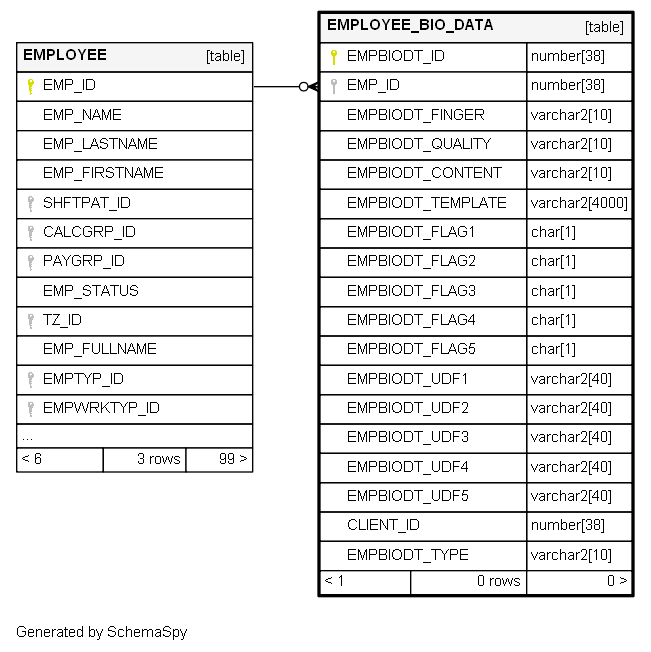 EMPLOYEE [table]
EMP_ID
EMP_NAME
EMP_LASTNAME
EMP_FIRSTNAME
SHFTPAT_ID
CALCGRP_ID
PAYGRP_ID
EMP_STATUS
TZ_ID
EMP_FULLNAME
EMPTYP_ID
EMPWRKTYP_ID
...
< 6 3 rows 99 >
EMPLOYEE_BIO_DATA [table]
EMPBIODT_ID number[38]
EMP_ID number[38]
EMPBIODT_FINGER varchar2[10]
EMPBIODT_QUALITY varchar2[10]
EMPBIODT_CONTENT varchar2[10]
EMPBIODT_TEMPLATE varchar2[4000]
EMPBIODT_FLAG1 char[1]
EMPBIODT_FLAG2 char[1]
EMPBIODT_FLAG3 char[1]
EMPBIODT_FLAG4 char[1]
EMPBIODT_FLAG5 char[1]
EMPBIODT_UDF1 varchar2[40]
EMPBIODT_UDF2 varchar2[40]
EMPBIODT_UDF3 varchar2[40]
EMPBIODT_UDF4 varchar2[40]
EMPBIODT_UDF5 varchar2[40]
CLIENT_ID number[38]
EMPBIODT_TYPE varchar2[10]
< 1 0 rows 0 >
Generated by SchemaSpy